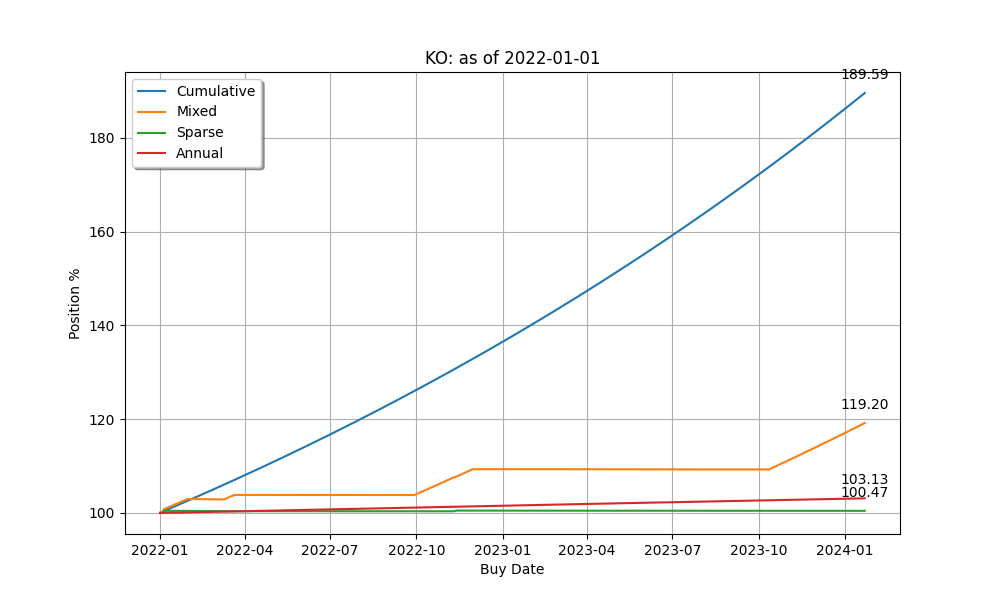 KO: as of 2022-01-01
189.59
Cumulative
Mixed
Sparse
Annual
180
160
140
120
100
119.20
103.13
100.47
Position %
2022-01
2022-04
2022-07
2022-10
2023-01
2023-04
2023-07
2023-10
2024-01
Buy Date